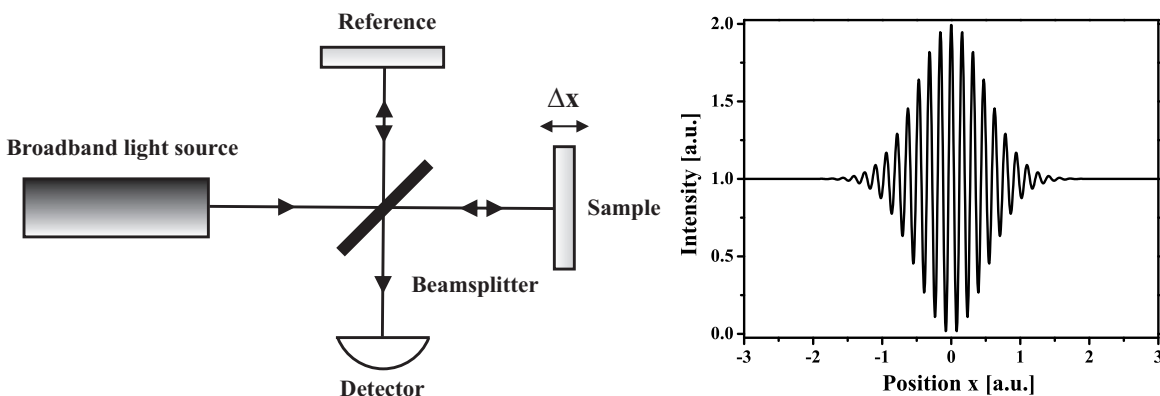 Reference
Δx
Broadband light source
Sample
Beamsplitter
Detector
Intensity [a.u.]
2.0
1.5
1.0
0.5
0.0
-3 -2 -1 0 1 2 3
Position x [a.u.]